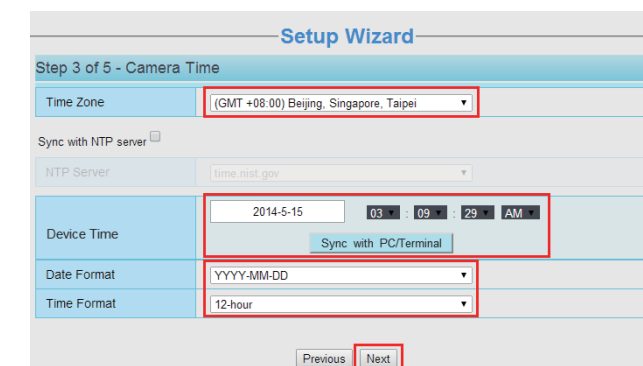 Setup Wizard
Step 3 of 5 - Camera Time
Time Zone (GMT +08:00) Beijing, Singapore, Taipei
Sync with NTP server
NTP Server time.nist.gov
2014-5-15 03 : 09 : 29 AM
Device Time
Sync with PC/Terminal
Date Format YYYY-MM-DD
Time Format 12-hour
Previous Next